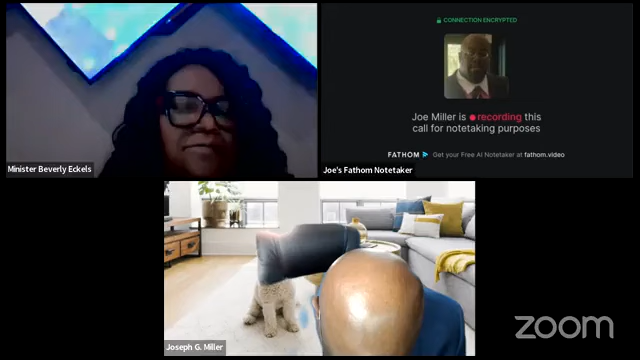 CONNECTION ENCRYPTED
Joe Miller is recording this
call for notetaking purposes
FATHOM Get your Free AI Notetaker at fathom.video
Minister Beverly Eckels
Joe's Fathom Notetaker
Joseph G. Miller
zoom